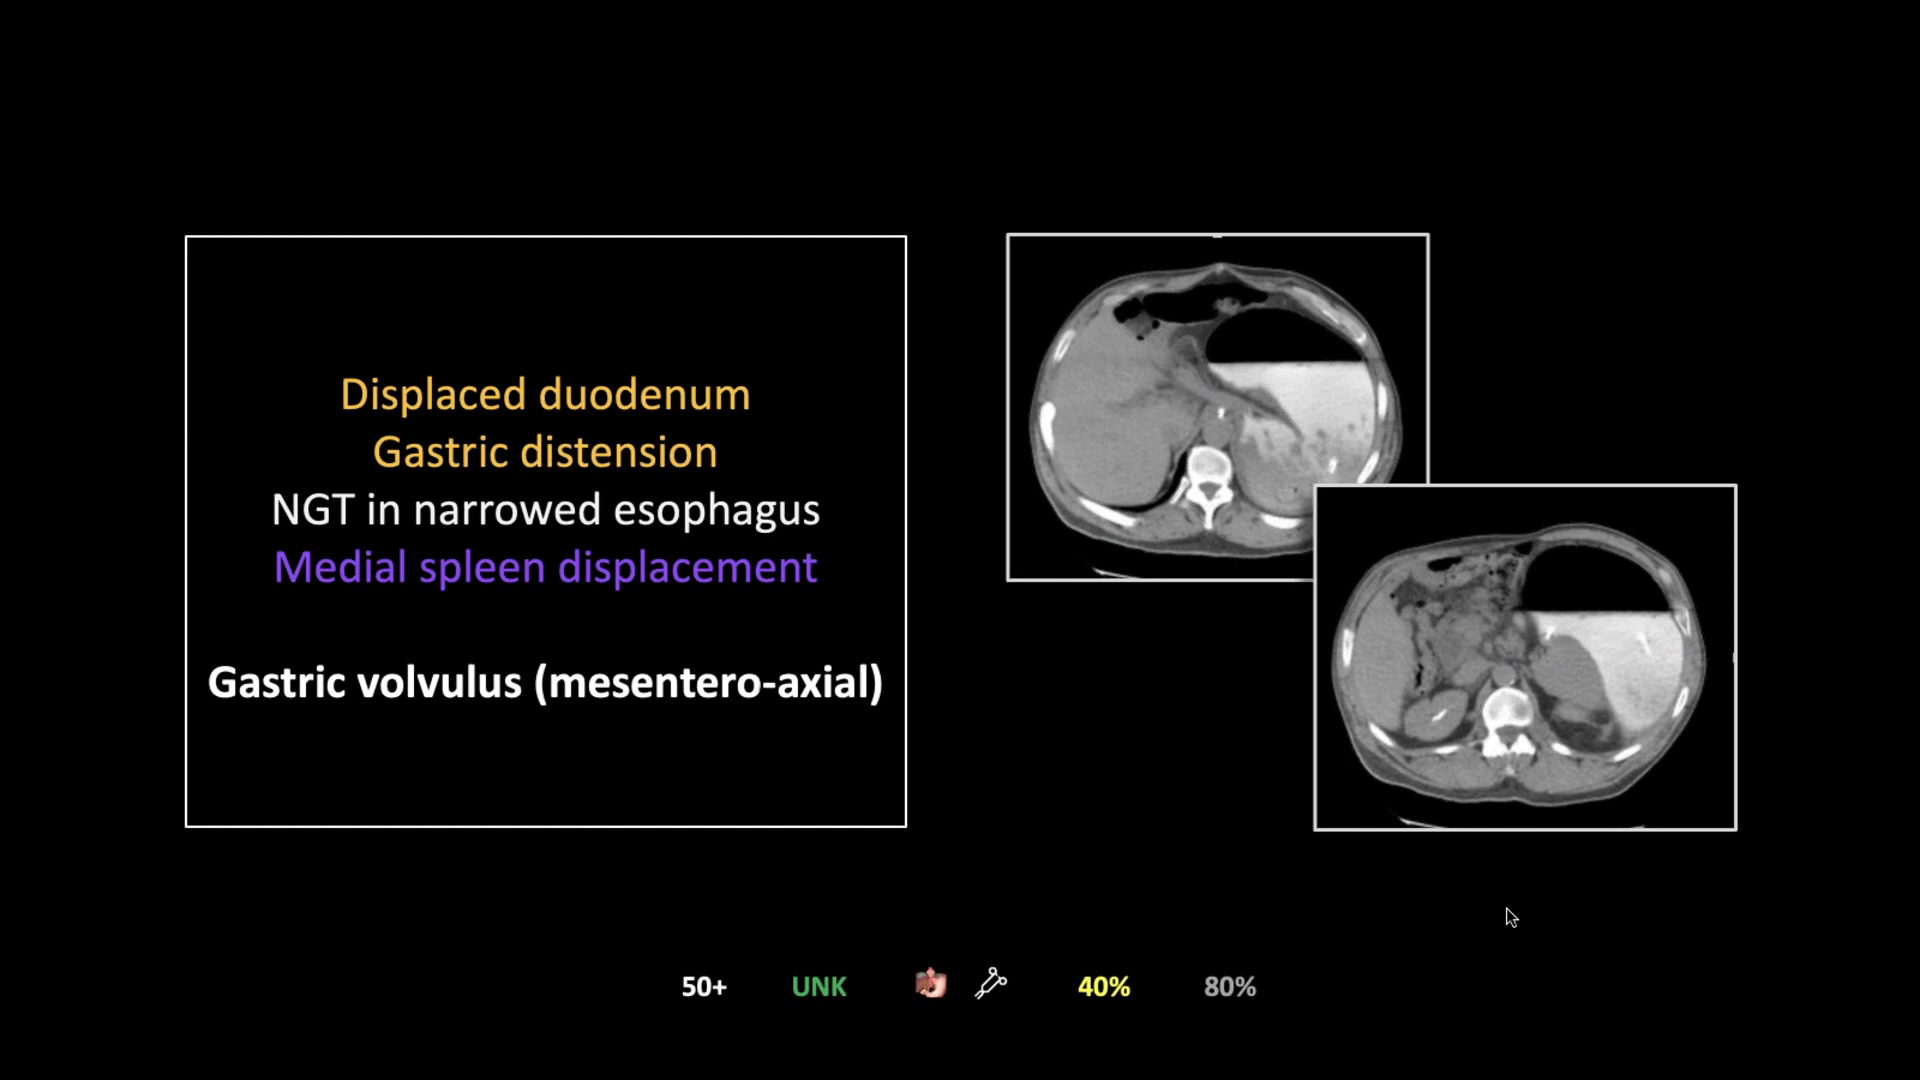 Displaced duodenum
Gastric distension
NGT in narrowed esophagus
Medial spleen displacement
Gastric volvulus (mesentero-axial)
50+ UNK 40% 80%